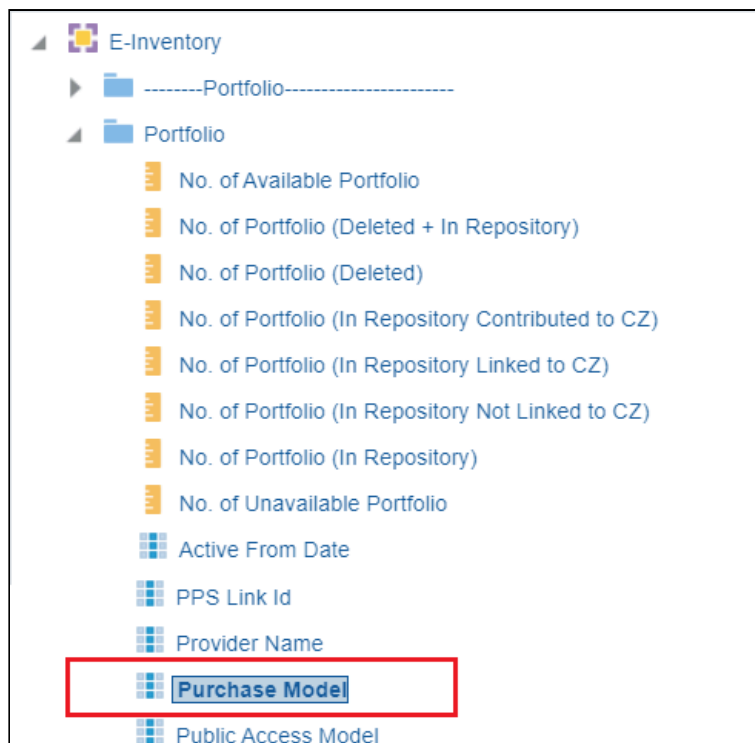 E-Inventory
--------Portfolio-----------------------
Portfolio
No. of Available Portfolio
No. of Portfolio (Deleted + In Repository)
No. of Portfolio (Deleted)
No. of Portfolio (In Repository Contributed to CZ)
No. of Portfolio (In Repository Linked to CZ)
No. of Portfolio (In Repository Not Linked to CZ)
No. of Portfolio (In Repository)
No. of Unavailable Portfolio
Active From Date
PPS Link Id
Provider Name
Purchase Model
Public Access Model